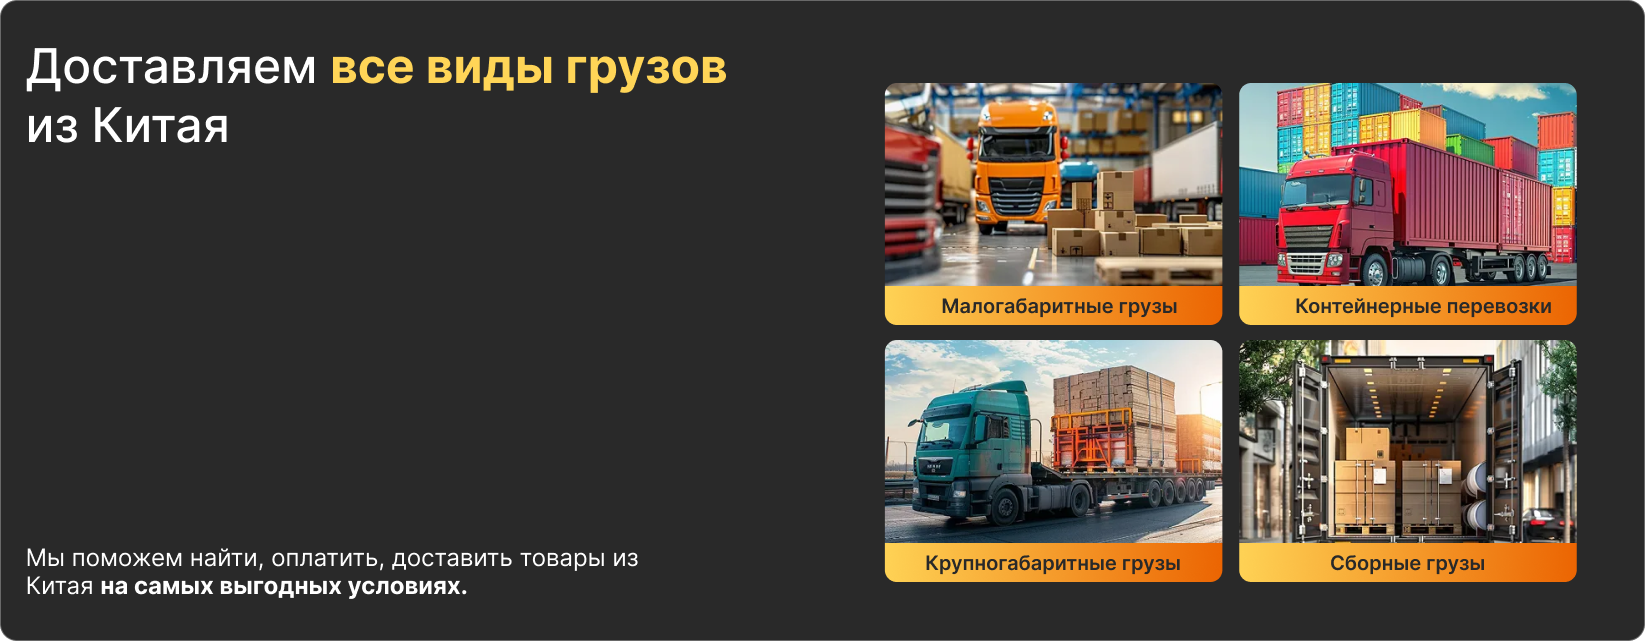 Доставляем все виды грузов
из Китая
Малогабаритные грузы
Контейнерные перевозки
Крупногабаритные грузы
Сборные грузы
Мы поможем найти, оплатить, доставить товары из
Китая на самых выгодных условиях.